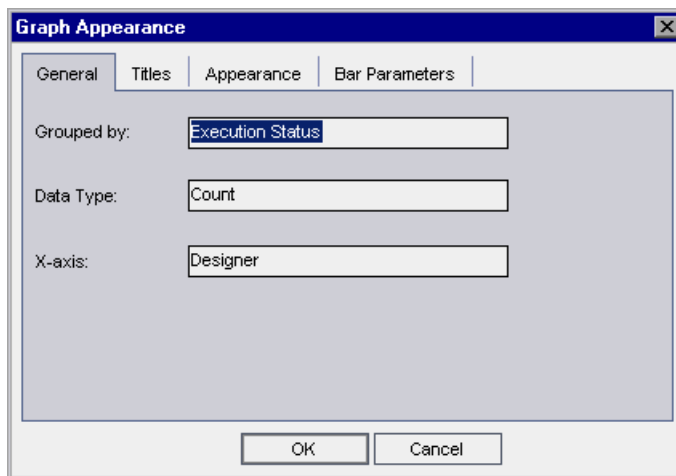 Graph Appearance
General Titles Appearance Bar Parameters
Grouped by: Execution Status
Data Type: Count
X-axis: Designer
OK Cancel